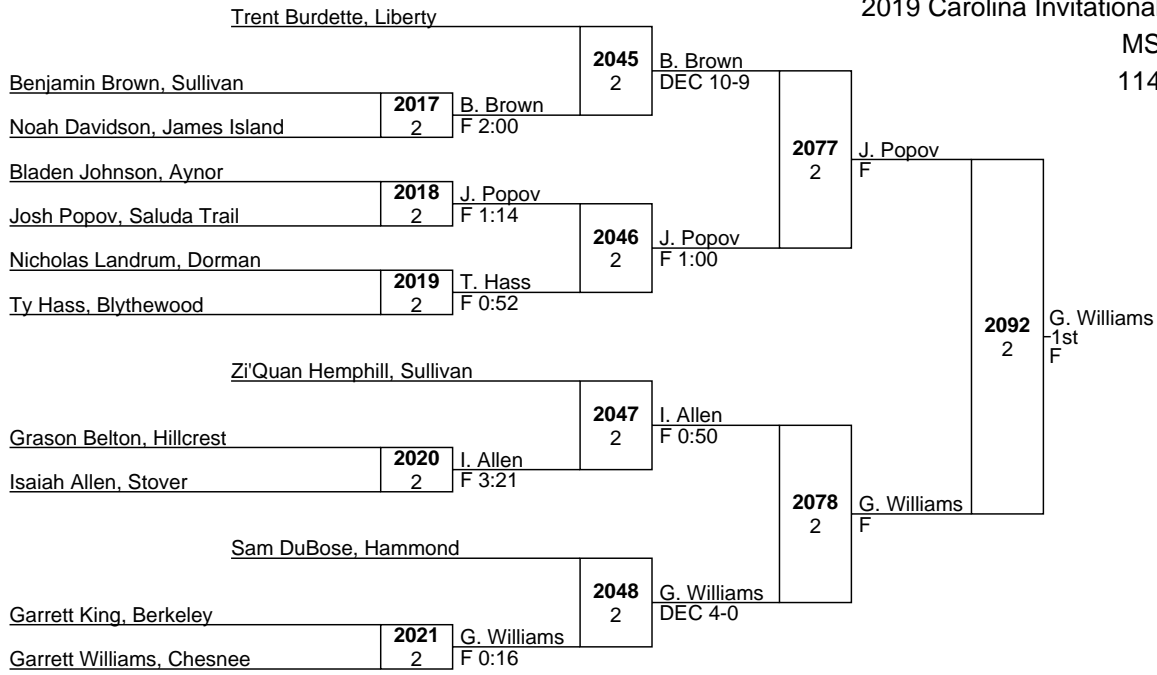 2019 Carolina Invitational
MS
114
Trent Burdette, Liberty
2045
2
B. Brown
DEC 10-9
Benjamin Brown, Sullivan
2017
2
B. Brown
F 2:00
Noah Davidson, James Island
2077
2
J. Popov
F
Bladen Johnson, Aynor
2018
2
J. Popov
F 1:14
Josh Popov, Saluda Trail
2046
2
J. Popov
F 1:00
Nicholas Landrum, Dorman
2019
2
T. Hass
F 0:52
Ty Hass, Blythewood
2092
2
G. Williams
1st
F
Zi'Quan Hemphill, Sullivan
2047
2
I. Allen
F 0:50
Grason Belton, Hillcrest
2020
2
I. Allen
F 3:21
Isaiah Allen, Stover
2078
2
G. Williams
F
Sam DuBose, Hammond
2048
2
G. Williams
DEC 4-0
Garrett King, Berkeley
2021
2
G. Williams
F 0:16
Garrett Williams, Chesnee